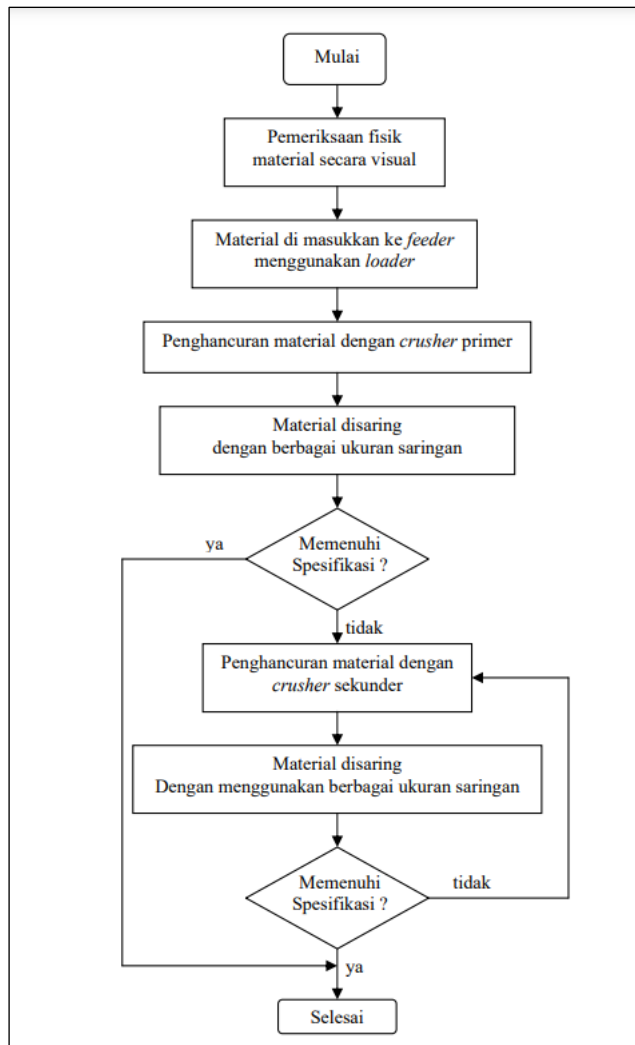 Mulai
Pemeriksaan fisik
material secara visual
Material di masukkan ke feeder
menggunakan loader
Penghancuran material dengan crusher primer
Material disaring
dengan berbagai ukuran saringan
ya
Memenuhi
Spesifikasi ?
tidak
Penghancuran material dengan
crusher sekunder
Material disaring
Dengan menggunakan berbagai ukuran saringan
Memenuhi
Spesifikasi ?
tidak
ya
Selesai